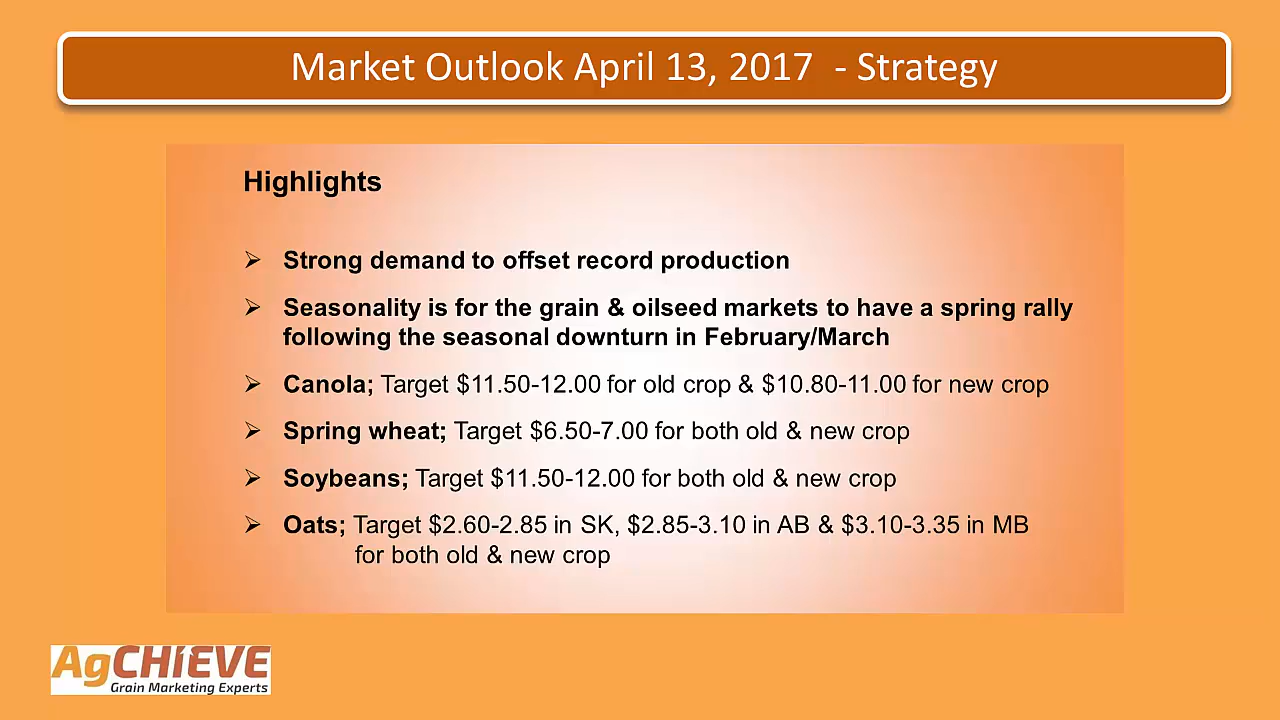 Market Outlook April 13, 2017 - Strategy
Highlights
➢ Strong demand to offset record production
➢ Seasonality is for the grain & oilseed markets to have a spring rally
following the seasonal downturn in February/March
➢ Canola; Target $11.50-12.00 for old crop & $10.80-11.00 for new crop
➢ Spring wheat; Target $6.50-7.00 for both old & new crop
➢ Soybeans; Target $11.50-12.00 for both old & new crop
➢ Oats; Target $2.60-2.85 in SK, $2.85-3.10 in AB & $3.10-3.35 in MB
for both old & new crop
AgCHIEVE
Grain Marketing Experts